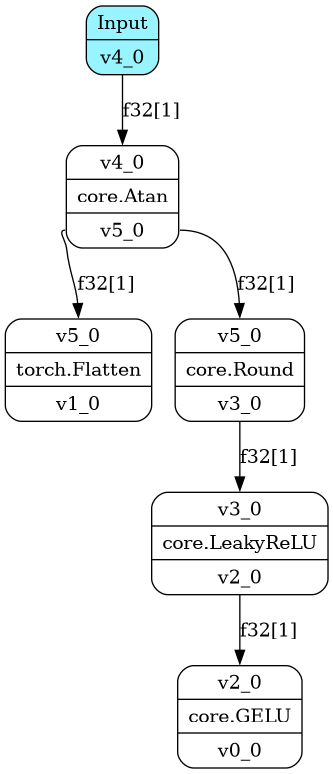 Input
v4_0
f32[1]
v4_0
core.Atan
v5_0
f32[1]
f32[1]
v5_0
torch.Flatten
v1_0
v5_0
core.Round
v3_0
f32[1]
v3_0
core.LeakyReLU
v2_0
f32[1]
v2_0
core.GELU
v0_0